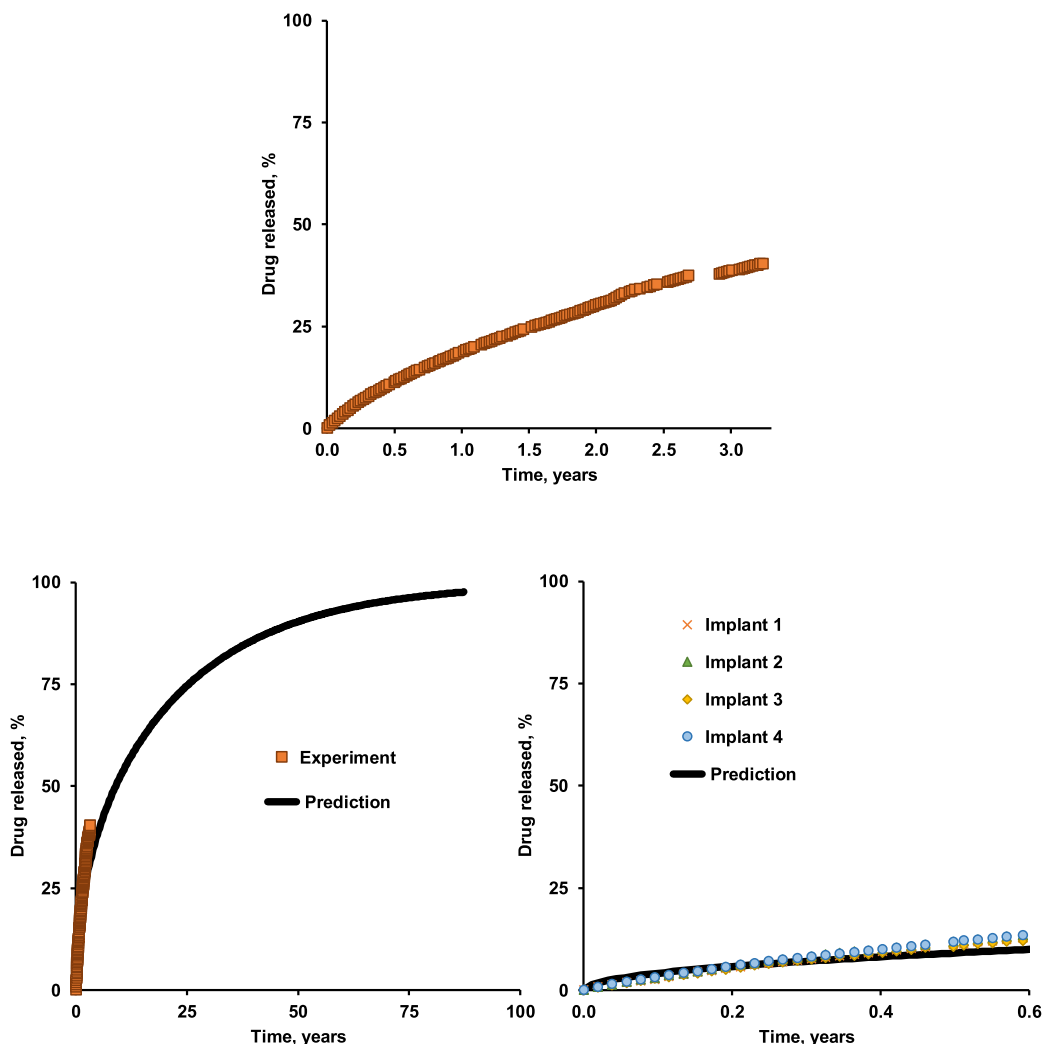 100
75
50
25
0
Drug released, %
0.0 0.5 1.0 1.5 2.0 2.5 3.0
Time, years
100
75
50
25
0
Drug released, %
Experiment
Prediction
0 25 50 75 100
Time, years
100
75
50
25
0
Drug released, %
Implant 1
Implant 2
Implant 3
Implant 4
Prediction
0.0 0.2 0.4 0.6
Time, years